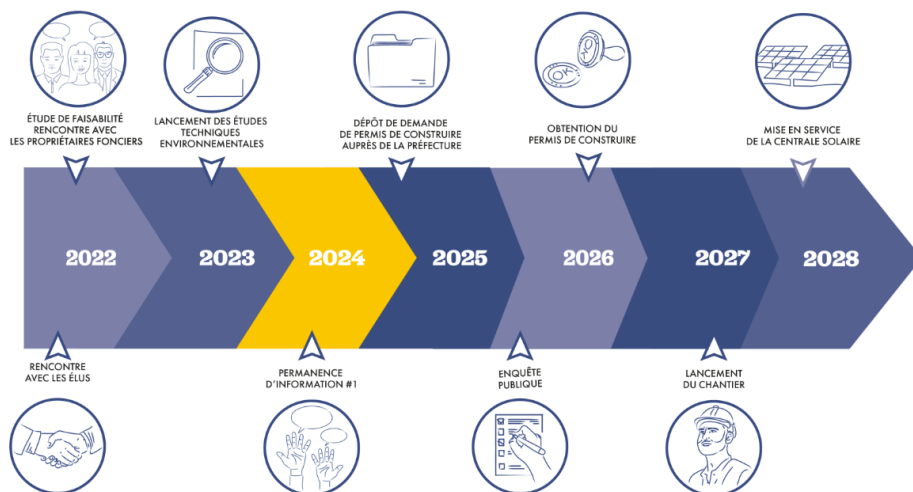 ÉTUDE DE FAISABILITÉ
RENCONTRE AVEC
LES PROPRIÉTAIRES FONCIERS
LANCEMENT DES ÉTUDES
TECHNIQUES
ENVIRONNEMENTALES
DÉPÔT DE DEMANDE
DE PERMIS DE CONSTRUIRE
AUPRÈS DE LA PRÉFECTURE
OK
OK
OBTENTION DU
PERMIS DE CONSTRUIRE
MISE EN SERVICE
DE LA CENTRALE SOLAIRE
2022
2023
2024
2025
2026
2027
2028
RENCONTRE
AVEC LES ÉLUS
PERMANENCE
D'INFORMATION #1
ENQUÊTE
PUBLIQUE
LANCEMENT
DU CHANTIER